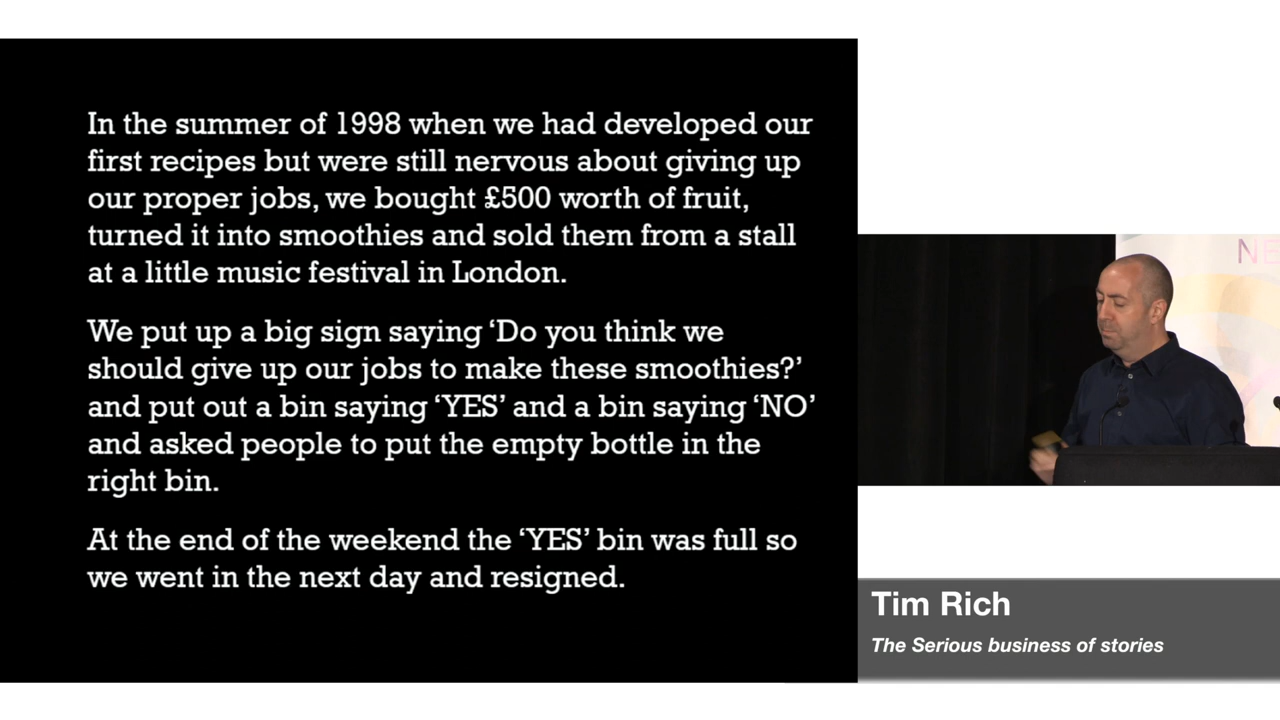 In the summer of 1998 when we had developed our
first recipes but were still nervous about giving up
our proper jobs, we bought £500 worth of fruit,
turned it into smoothies and sold them from a stall
at a little music festival in London.
We put up a big sign saying ‘Do you think we
should give up our jobs to make these smoothies?’
and put out a bin saying ‘YES’ and a bin saying ‘NO’
and asked people to put the empty bottle in the
right bin.
At the end of the weekend the ‘YES’ bin was full so
we went in the next day and resigned.
NE
Tim Rich
The Serious business of stories